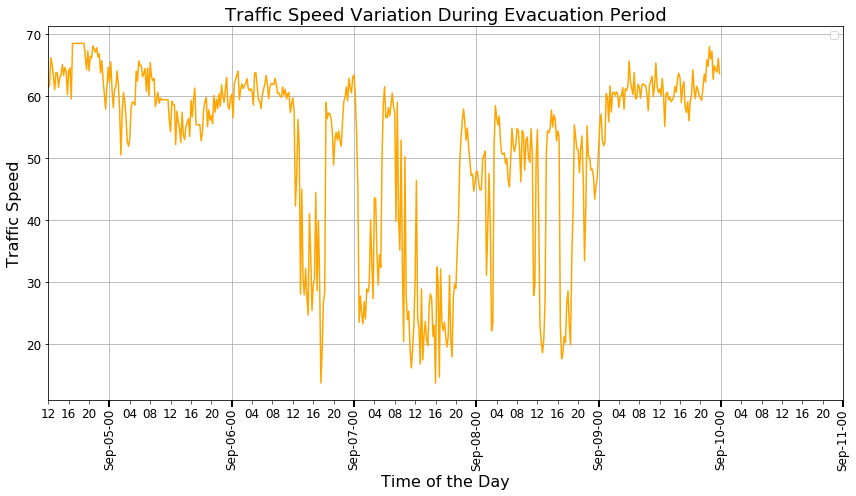 Traffic Speed Variation During Evacuation Period
Traffic Speed
70
60
50
40
30
20
12 16 20 04 08 12 16 20 04 08 12 16 20 04 08 12 16 20 04 08 12 16 20 04 08 12 16 20 04 08 12 16 20
Sep-05-00 Sep-06-00 Sep-07-00 Sep-08-00 Sep-09-00 Sep-10-00 Sep-11-00
Time of the Day